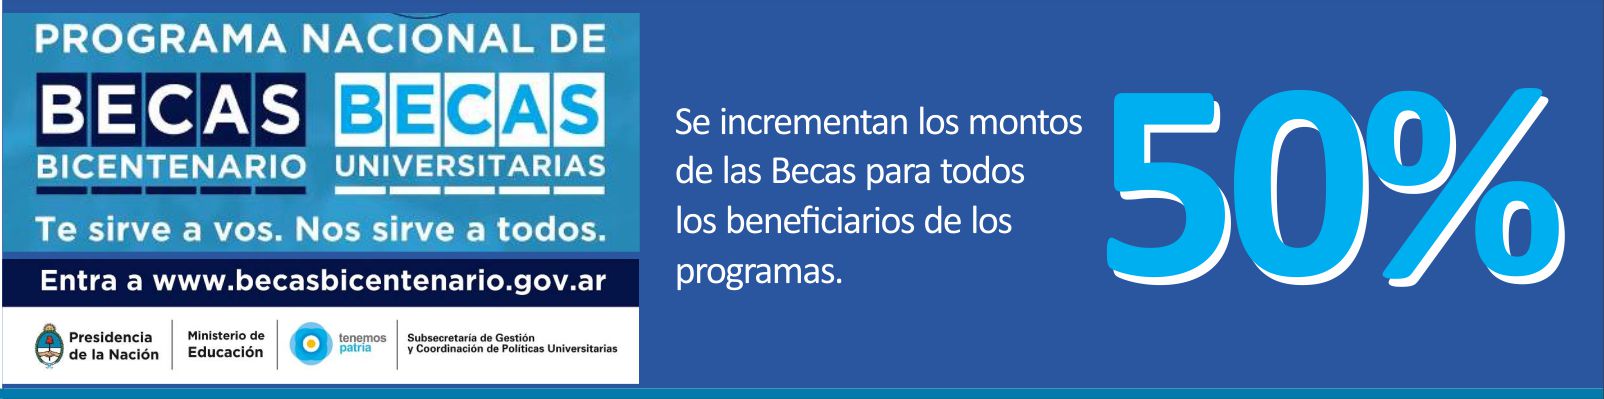 PROGRAMA NACIONAL DE
BECAS BECAS
BICENTENARIO UNIVERSITARIAS
Te sirve a vos. Nos sirve a todos.
Entra a www.becasbicentenario.gov.ar
Presidencia
de la Nación
Ministerio de
Educación
tenemos
patria
Subsecretaría de Gestión
y Coordinación de Políticas Universitarias
Se incrementan los montos
de las Becas para todos
los beneficiarios de los
programas.
50%